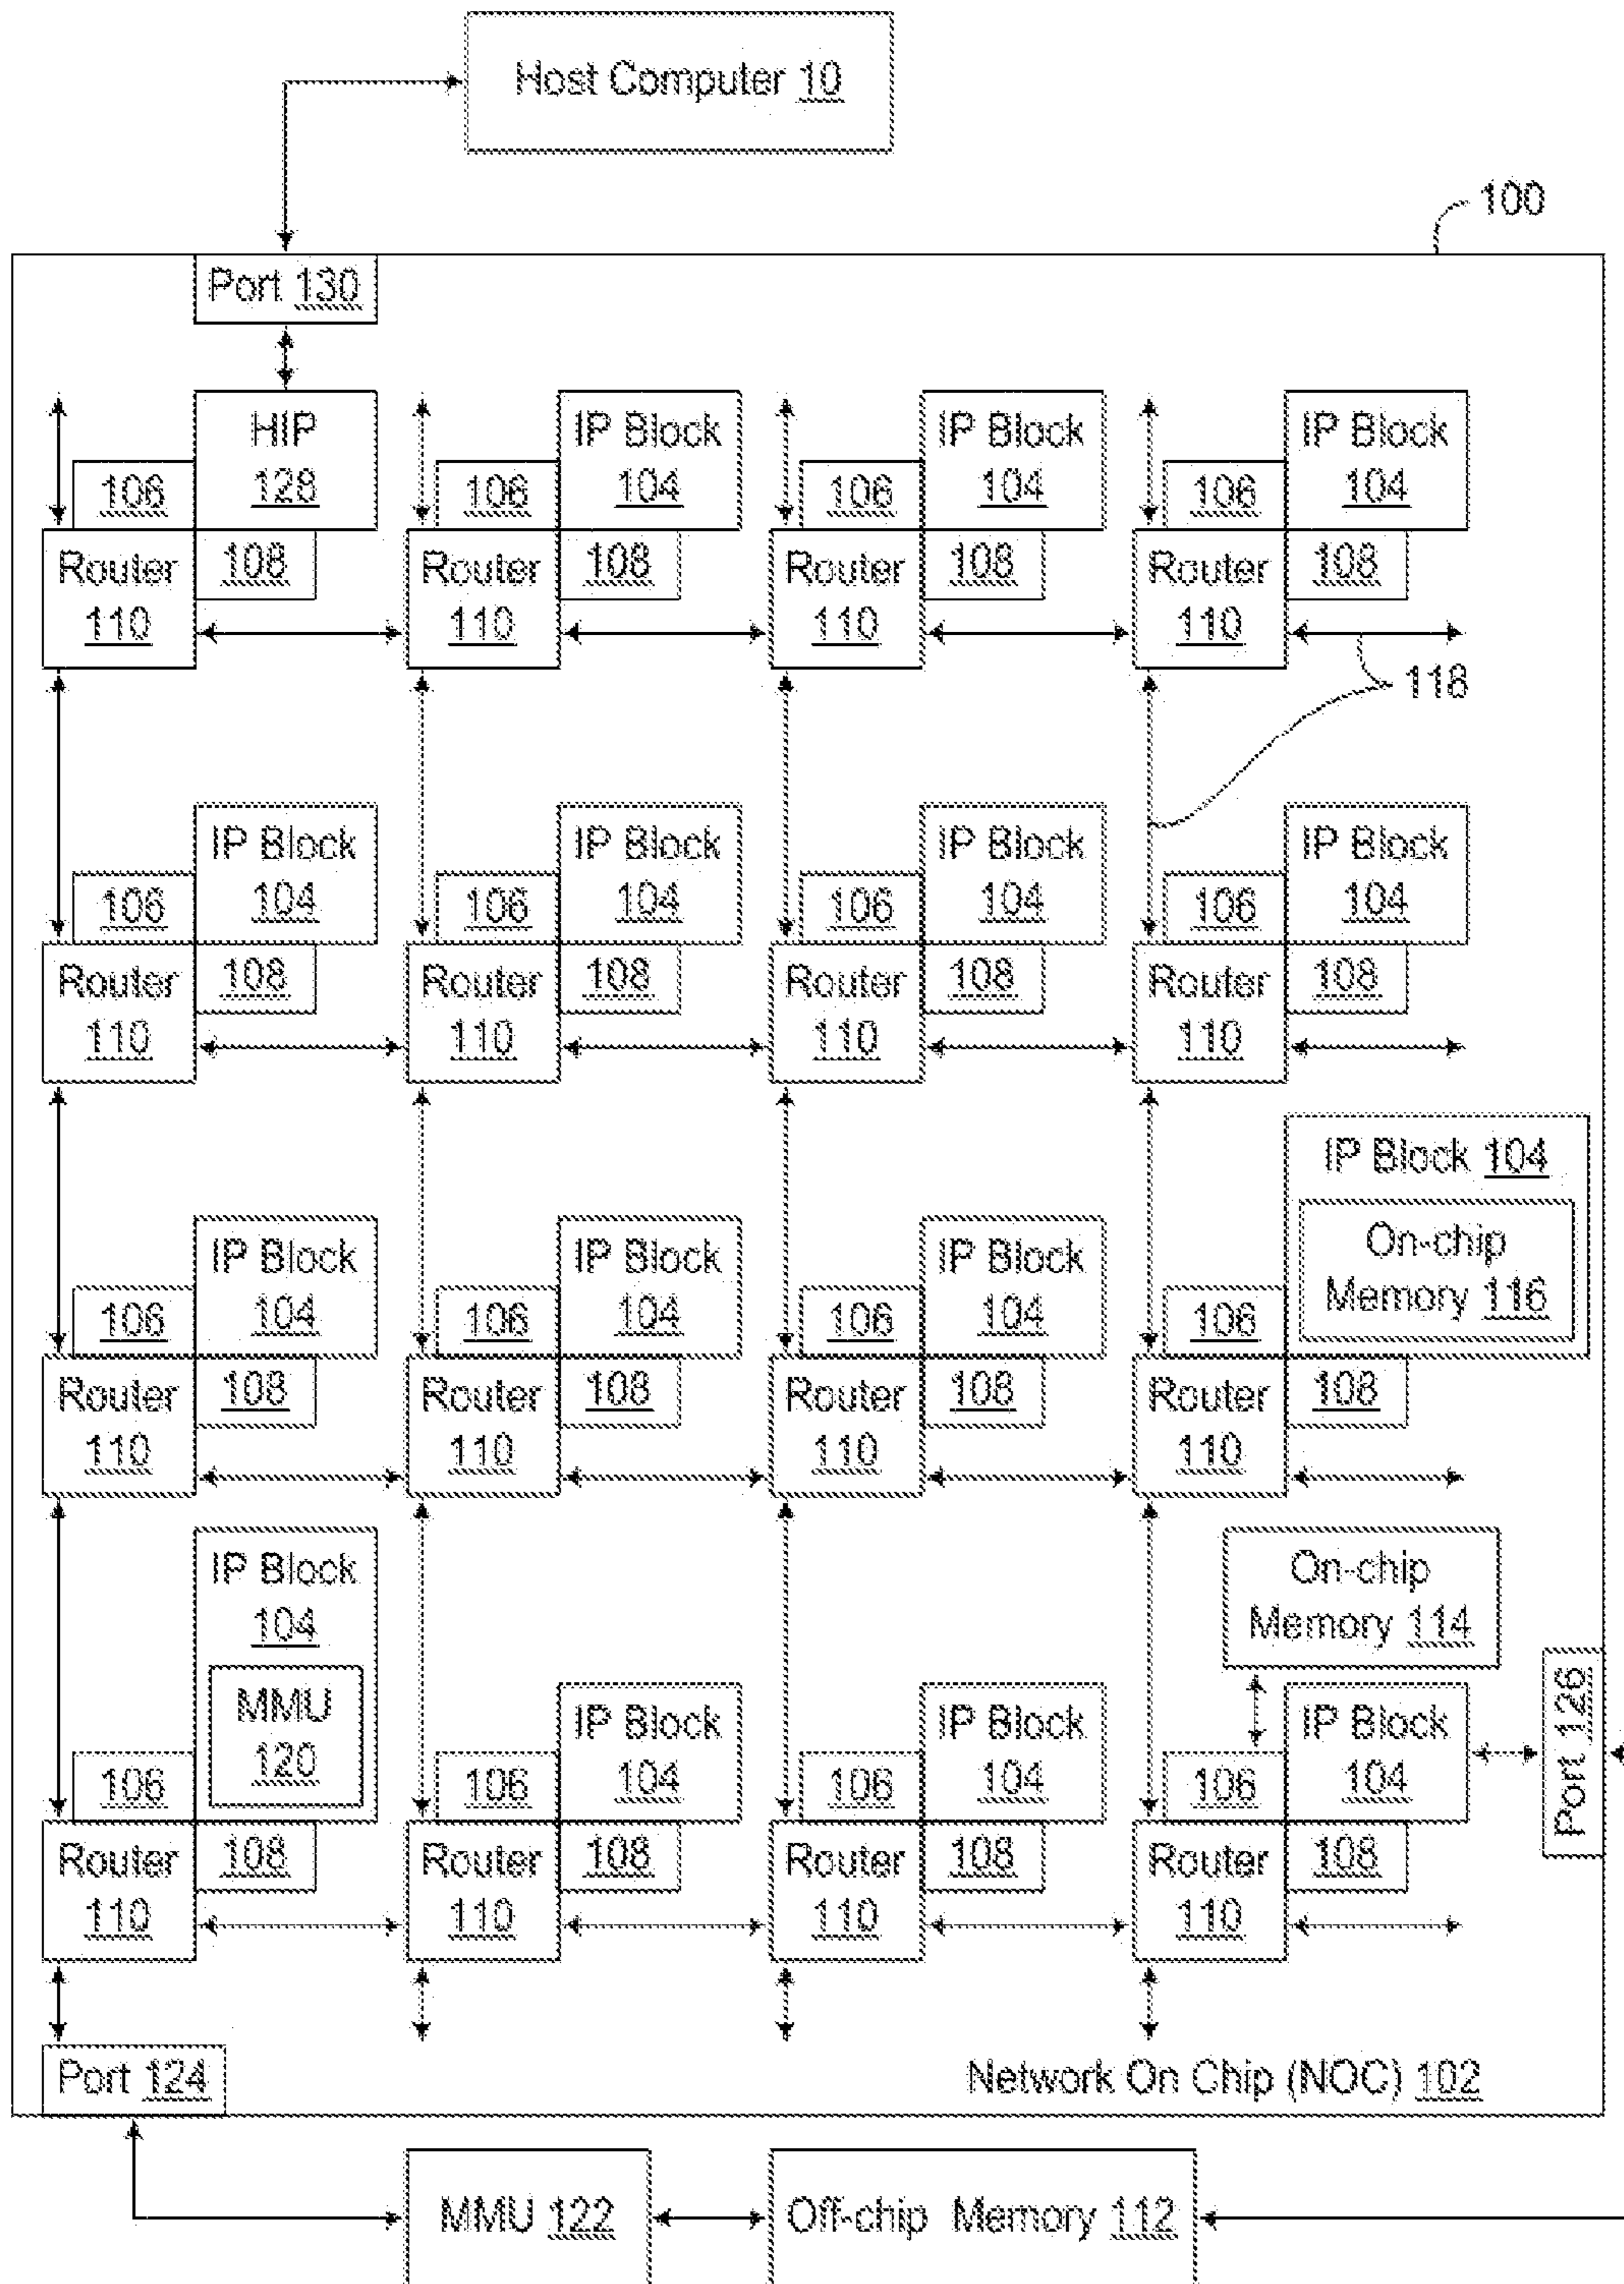 Host Computer 10
100
Port 130
HIP
IP Block
IP Block
IP Block
106
128
106
104
106
104
106
104
Router
108
Router
108
Router
108
Router
108
110
110
110
110
118
IP Block
IP Block
IP Block
IP Block
106
104
106
104
106
104
106
104
Router
108
Router
108
Router
108
Router
108
110
110
110
110
IP Block 104
On-chip
Memory 116
IP Block
IP Block
IP Block
106
104
106
104
106
104
106
Router
108
Router
108
Router
108
Router
108
110
110
110
110
IP Block
104
MMU
120
On-chip
Memory 114
Port 126
IP Block
IP Block
IP Block
106
106
104
106
104
106
104
Router
108
Router
108
Router
108
Router
108
110
110
110
110
Port 124
Network On Chip (NOC) 102
MMU 122
Off-chip Memory 112